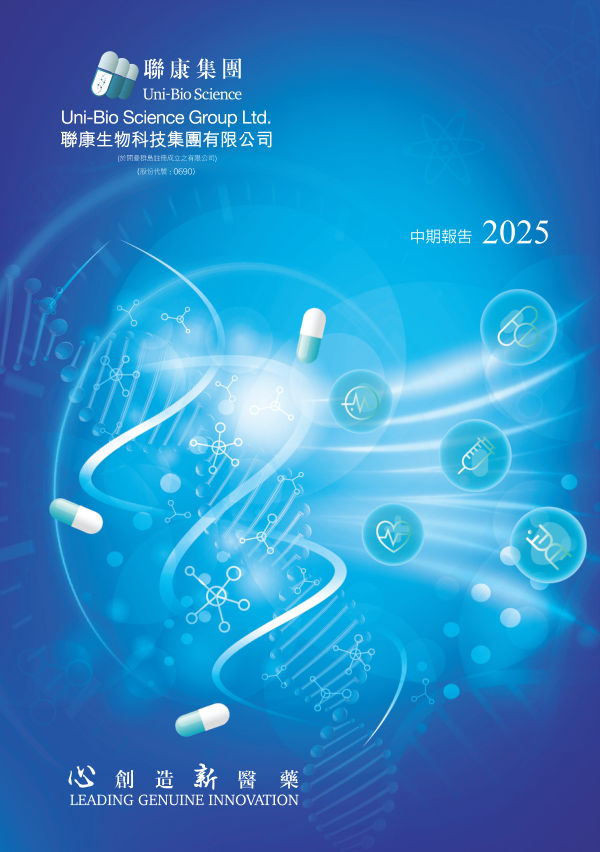 聯康集團
Uni-Bio Science
Uni-Bio Science Group Ltd.
聯康生物科技集團有限公司
(於開曼群島註冊成立之有限公司)
(股份代號：0690)
中期報告 2025
心創造新醫藥
LEADING GENUINE INNOVATION